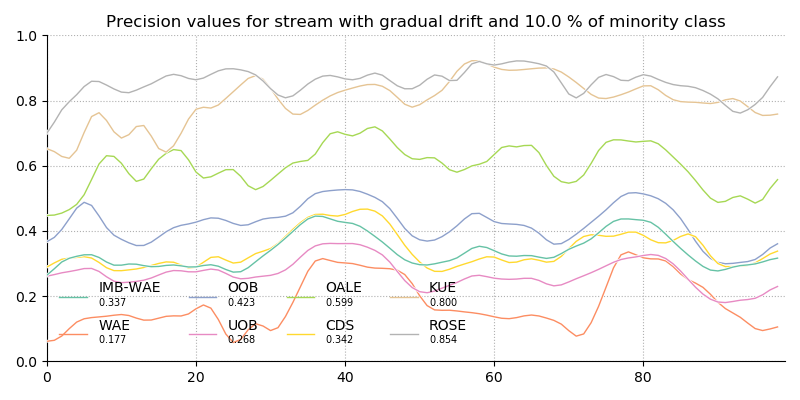 Precision values for stream with gradual drift and 10.0 % of minority class
1.0
0.8
0.6
0.4
0.2
0.0
IMB-WAE OOB OALE KUE
0.337 0.423 0.599 0.800
WAE UOB CDS ROSE
0.177 0.268 0.342 0.854
0 20 40 60 80